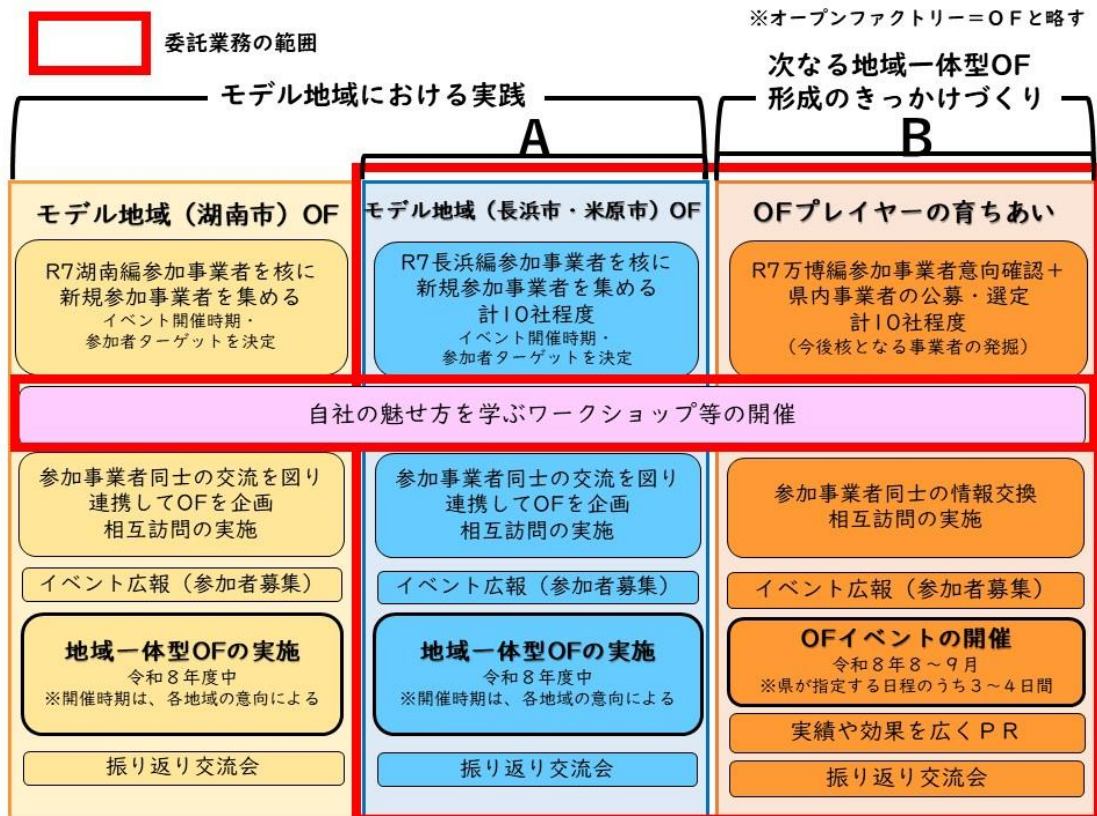 ※オープンファクトリー＝OFと略す
委託業務の範囲
モデル地域における実践
次なる地域一体型OF
形成のきっかけづくり
A
B
モデル地域（湖南市）OF
R7湖南編参加事業者を核に
新規参加事業者を集める
イベント開催時期・
参加者ターゲットを決定
モデル地域（長浜市・米原市）OF
R7長浜編参加事業者を核に
新規参加事業者を集める
計10社程度
イベント開催時期・
参加者ターゲットを決定
OFプレイヤーの育ちあい
R7万博編参加事業者意向確認＋
県内事業者の公募・選定
計10社程度
（今後核となる事業者の発掘）
自社の魅せ方を学ぶワークショップ等の開催
参加事業者同士の交流を図り
連携してOFを企画
相互訪問の実施
イベント広報（参加者募集）
地域一体型OFの実施
令和８年度中
※開催時期は、各地域の意向による
振り返り交流会
参加事業者同士の交流を図り
連携してOFを企画
相互訪問の実施
イベント広報（参加者募集）
地域一体型OFの実施
令和８年度中
※開催時期は、各地域の意向による
振り返り交流会
参加事業者同士の情報交換
相互訪問の実施
イベント広報（参加者募集）
OFイベントの開催
令和８年８～９月
※県が指定する日程のうち３～４日間
実績や効果を広くＰＲ
振り返り交流会